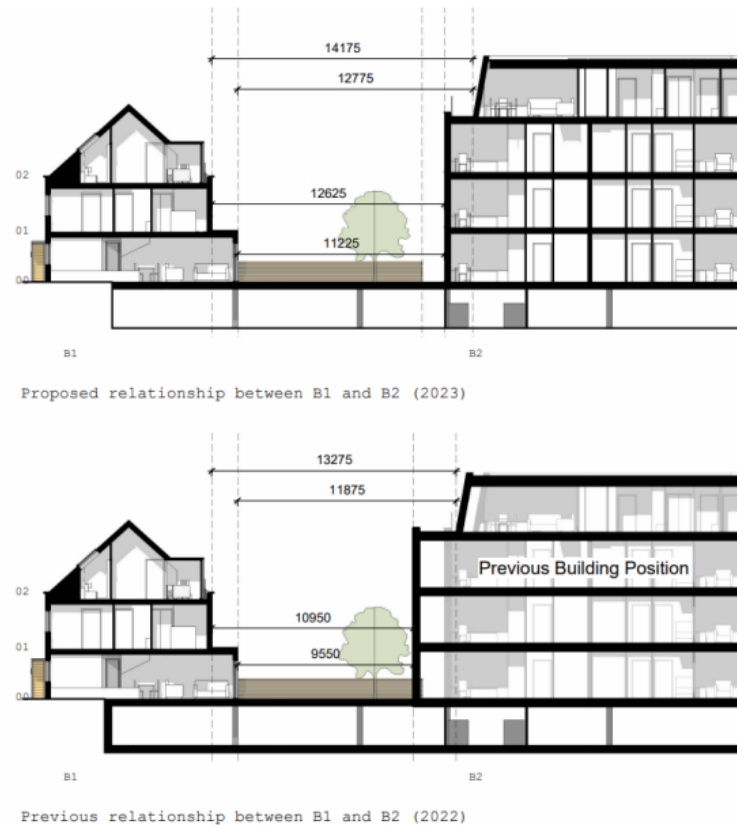 14175
12775
02
12625
01
11225
00
B1 B2
Proposed relationship between B1 and B2 (2023)
13275
11875
Previous Building Position
02
10950
01
9550
00
B1 B2
Previous relationship between B1 and B2 (2022)